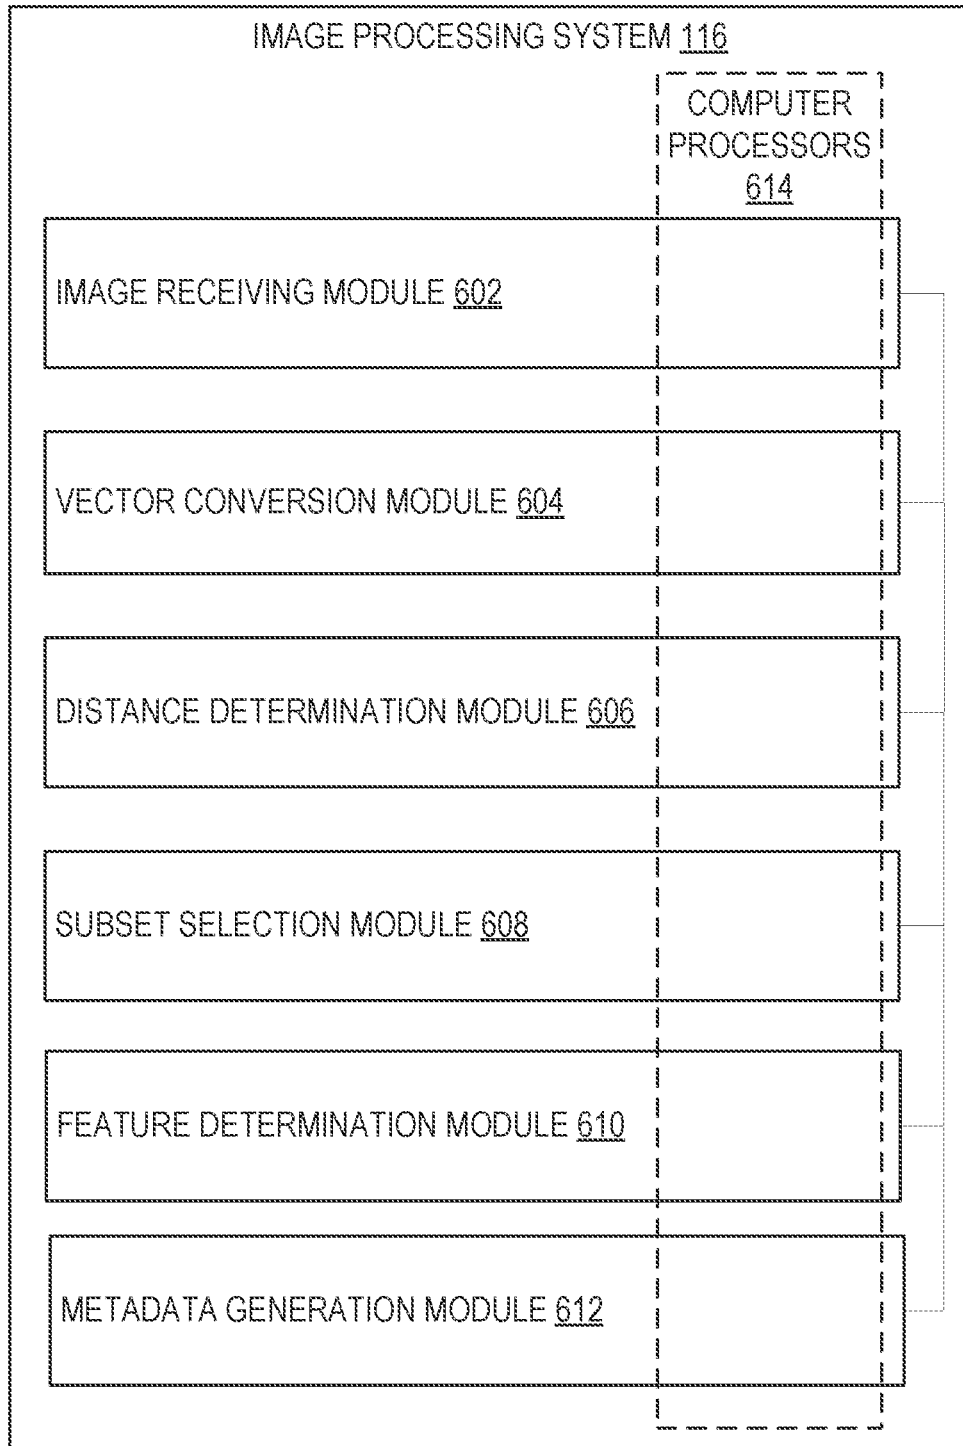 IMAGE PROCESSING SYSTEM 116
COMPUTER
PROCESSORS
614
IMAGE RECEIVING MODULE 602
VECTOR CONVERSION MODULE 604
DISTANCE DETERMINATION MODULE 606
SUBSET SELECTION MODULE 608
FEATURE DETERMINATION MODULE 610
METADATA GENERATION MODULE 612